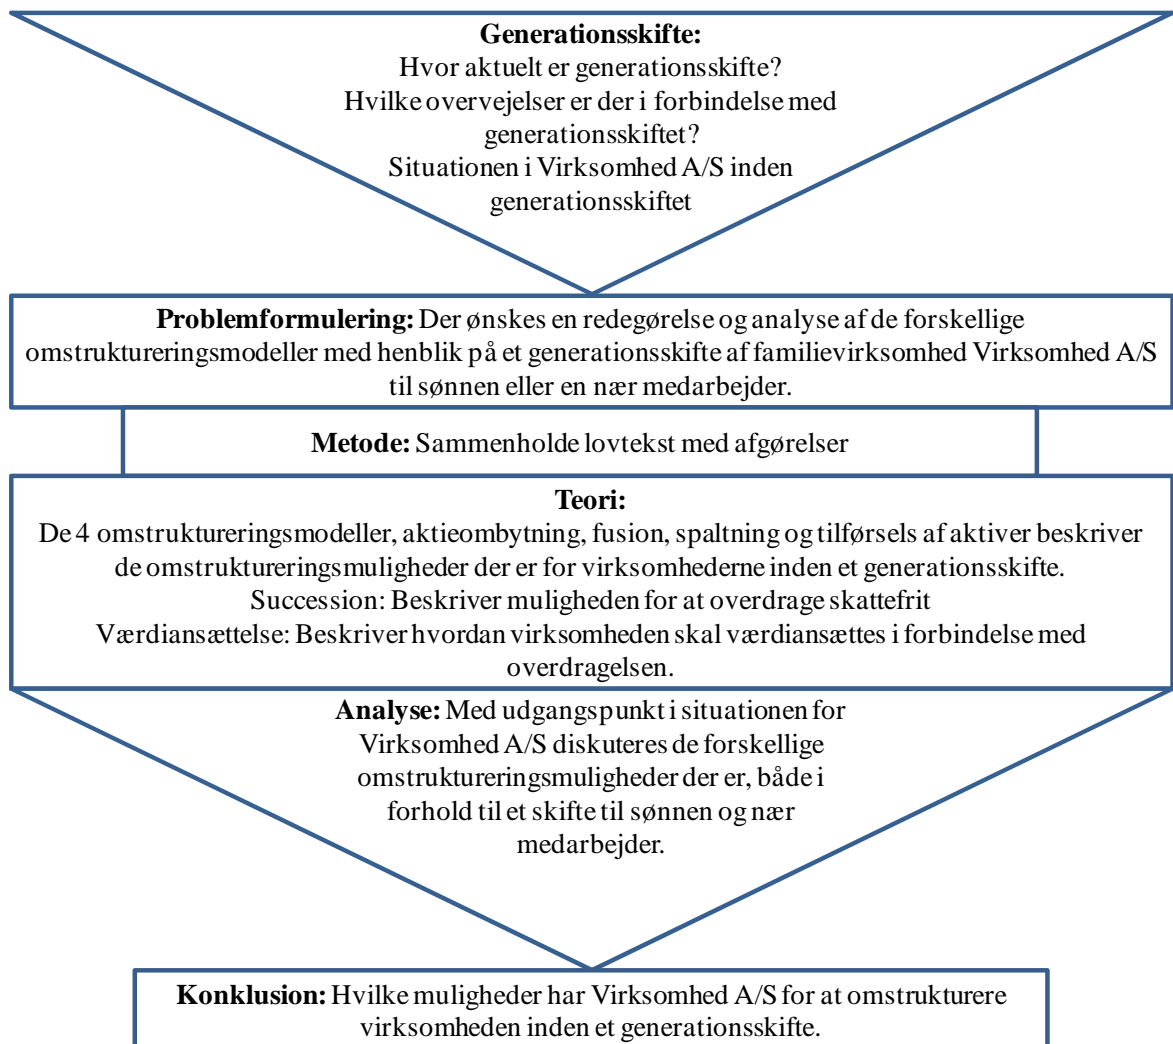 Generationsskifte:
Hvor aktuelt er generationsskifte?
Hvilke overvejelser er der i forbindelse med
generationsskiftet?
Situationen i Virksomhed A/S inden
generationsskiftet
Problemformulering: Der ønskes en redegørelse og analyse af de forskellige
omstruktureringsmodeller med henblik på et generationsskifte af familievirksomhed Virksomhed A/S
til sønnen eller en nær medarbejder.
Metode: Sammenholde lovtekst med afgørelser
Teori:
De 4 omstruktureringsmodeller, aktieombytning, fusion, spaltning og tilførsels af aktiver beskriver
de omstruktureringsmuligheder der er for virksomhederne inden et generationsskifte.
Succession: Beskriver muligheden for at overdrage skattefrit
Værdiansættelse: Beskriver hvordan virksomheden skal værdiansættes i forbindelse med
overdragelsen.
Analyse: Med udgangspunkt i situationen for
Virksomhed A/S diskuteres de forskellige
omstruktureringsmuligheder der er, både i
forhold til et skifte til sønnen og nær
medarbejder.
Konklusion: Hvilke muligheder har Virksomhed A/S for at omstrukturere
virksomheden inden et generationsskifte.